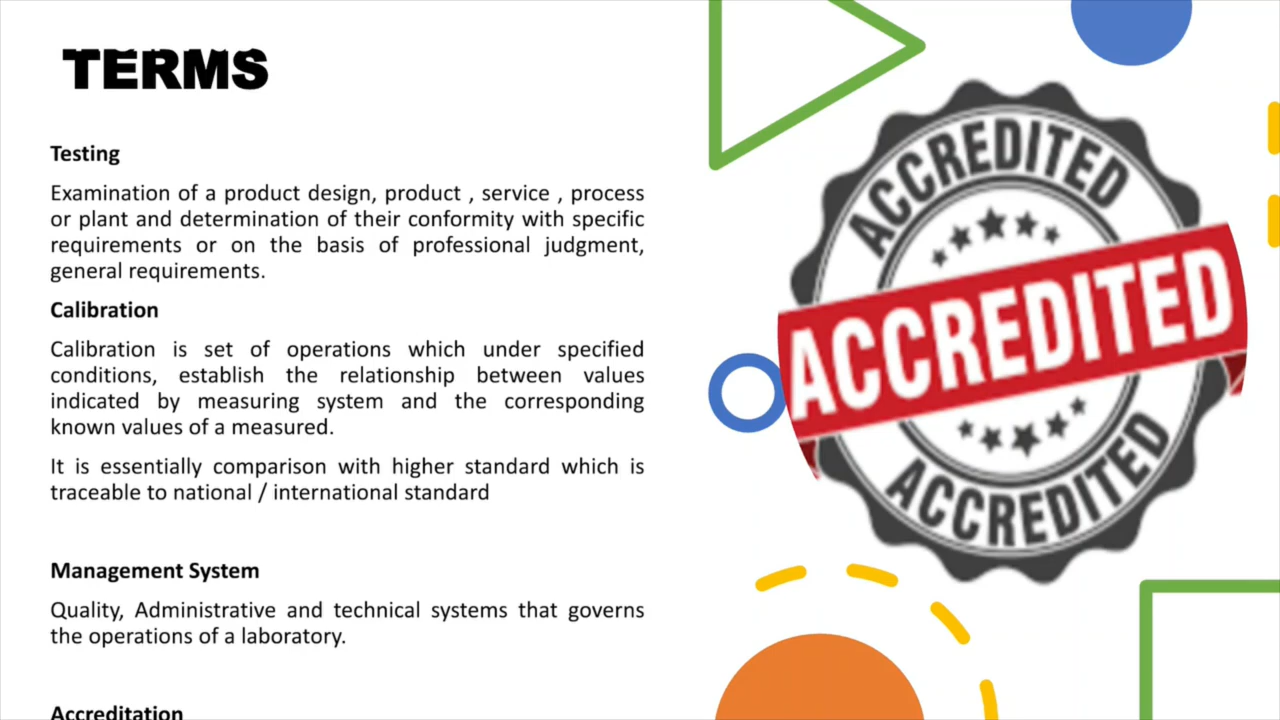 TERMS
Testing
Examination of a product design, product , service , process
or plant and determination of their conformity with specific
requirements or on the basis of professional judgment,
general requirements.
Calibration
Calibration is set of operations which under specified
conditions, establish the relationship between values
indicated by measuring system and the corresponding
known values of a measured.
It is essentially comparison with higher standard which is
traceable to national / international standard
Management System
Quality, Administrative and technical systems that governs
the operations of a laboratory.
Accreditation
ACCREDITED
ACCREDITED
ACCREDITED